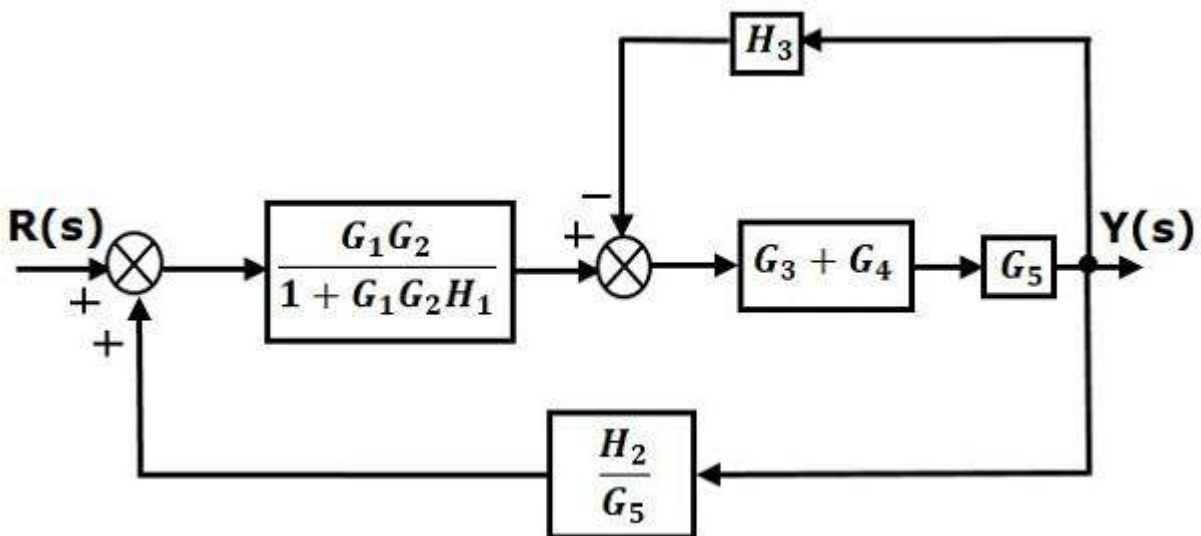 H₃
−
R(s)
+
+
G₁G₂
1 + G₁G₂H₁
+
G₃ + G₄
G₅
Y(s)
H₂
G₅